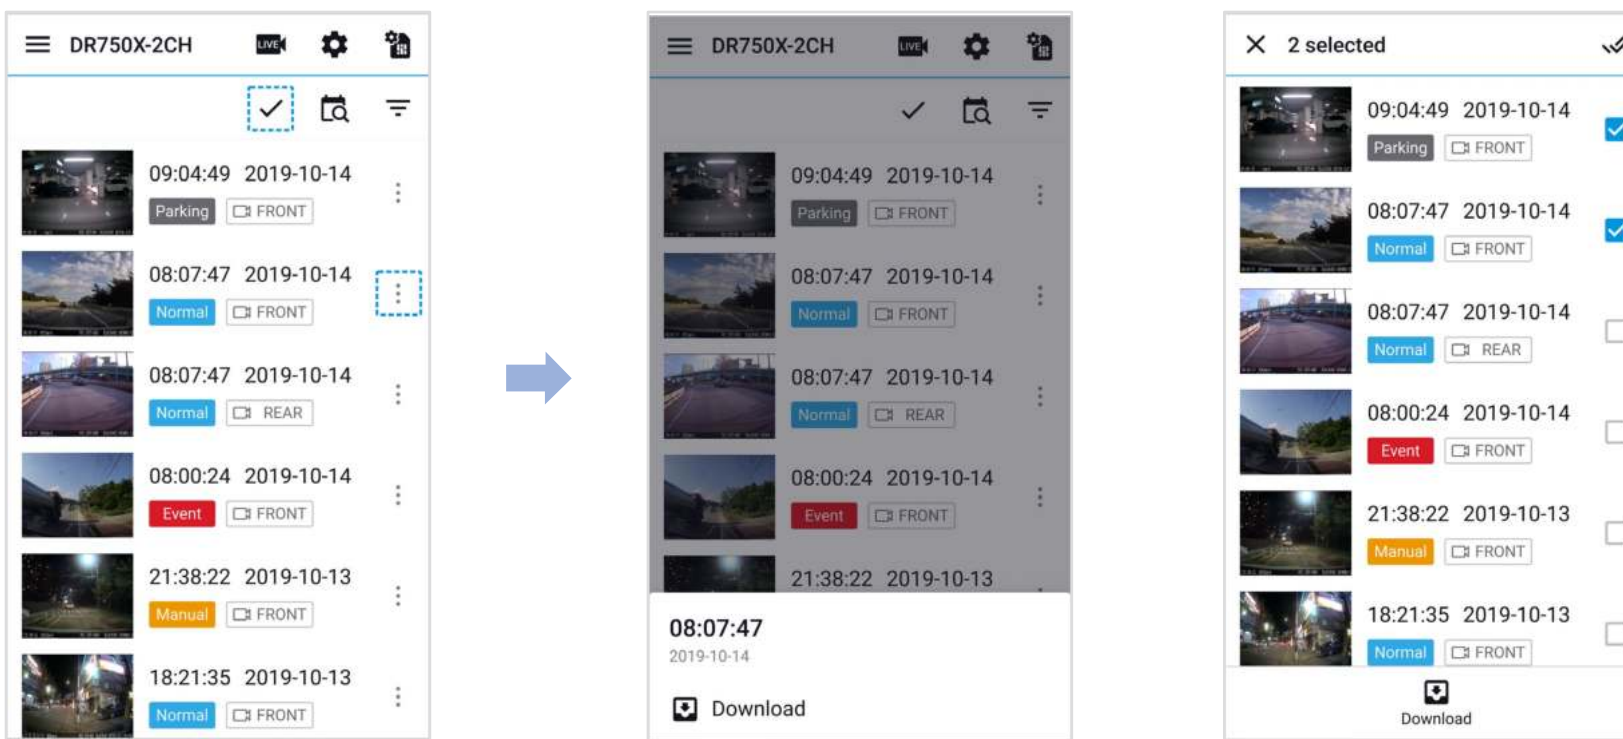 DR750X-2CH
LIVE
09:04:49 2019-10-14
Parking FRONT
08:07:47 2019-10-14
Normal FRONT
08:07:47 2019-10-14
Normal REAR
08:00:24 2019-10-14
Event FRONT
21:38:22 2019-10-13
Manual FRONT
18:21:35 2019-10-13
Normal FRONT
DR750X-2CH
LIVE
09:04:49 2019-10-14
Parking FRONT
08:07:47 2019-10-14
Normal FRONT
08:07:47 2019-10-14
Normal REAR
08:00:24 2019-10-14
Event FRONT
21:38:22 2019-10-13
08:07:47
2019-10-14
Download
2 selected
09:04:49 2019-10-14
Parking FRONT
08:07:47 2019-10-14
Normal FRONT
08:07:47 2019-10-14
Normal REAR
08:00:24 2019-10-14
Event FRONT
21:38:22 2019-10-13
Manual FRONT
18:21:35 2019-10-13
Normal FRONT
Download